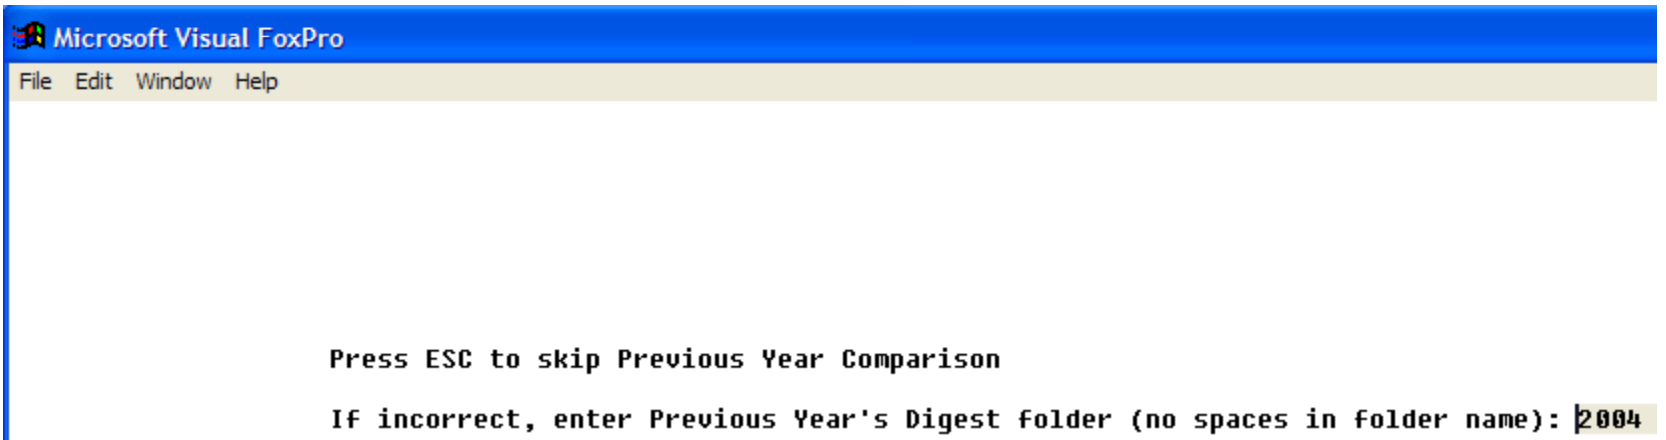 Microsoft Visual FoxPro
File Edit Window Help
Press ESC to skip Previous Year Comparison
If incorrect, enter Previous Year's Digest folder (no spaces in folder name): 2004